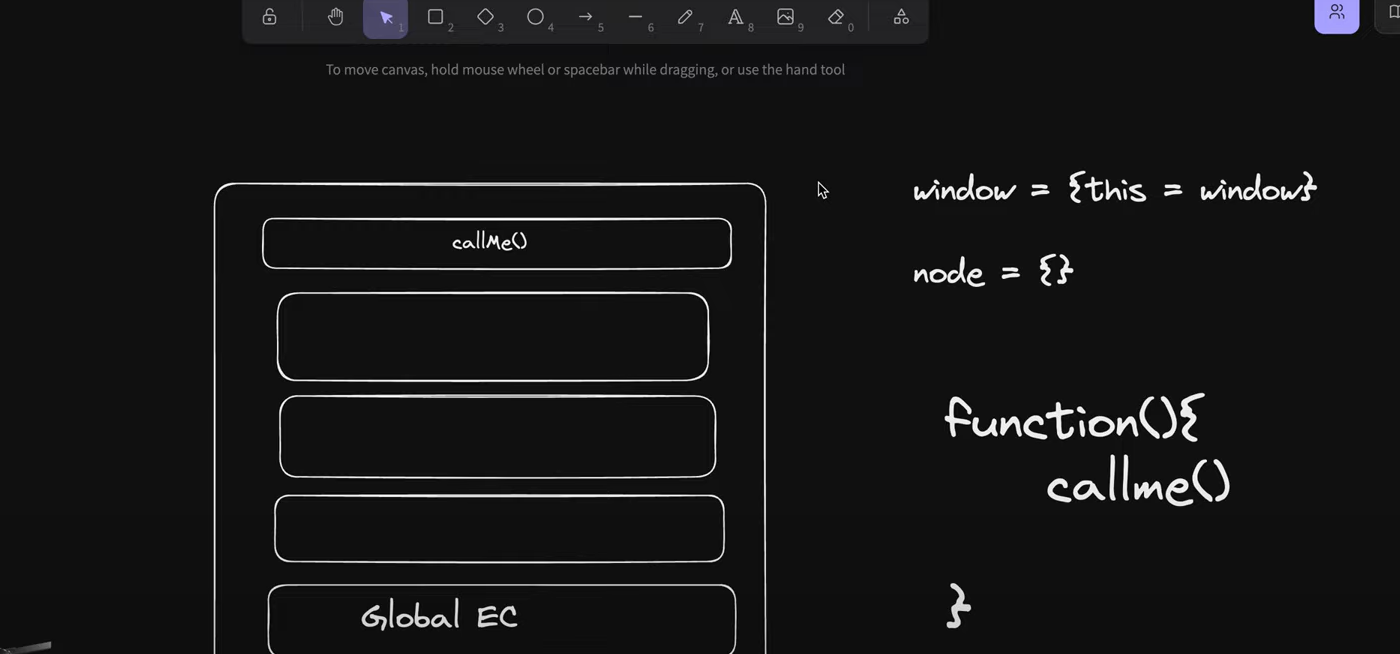 1 2 3 4 5 6 7 8 9 0
To move canvas, hold mouse wheel or spacebar while dragging, or use the hand tool
callMe()
Global EC
window = {this = window}
node = {}
function(){
callme()
}